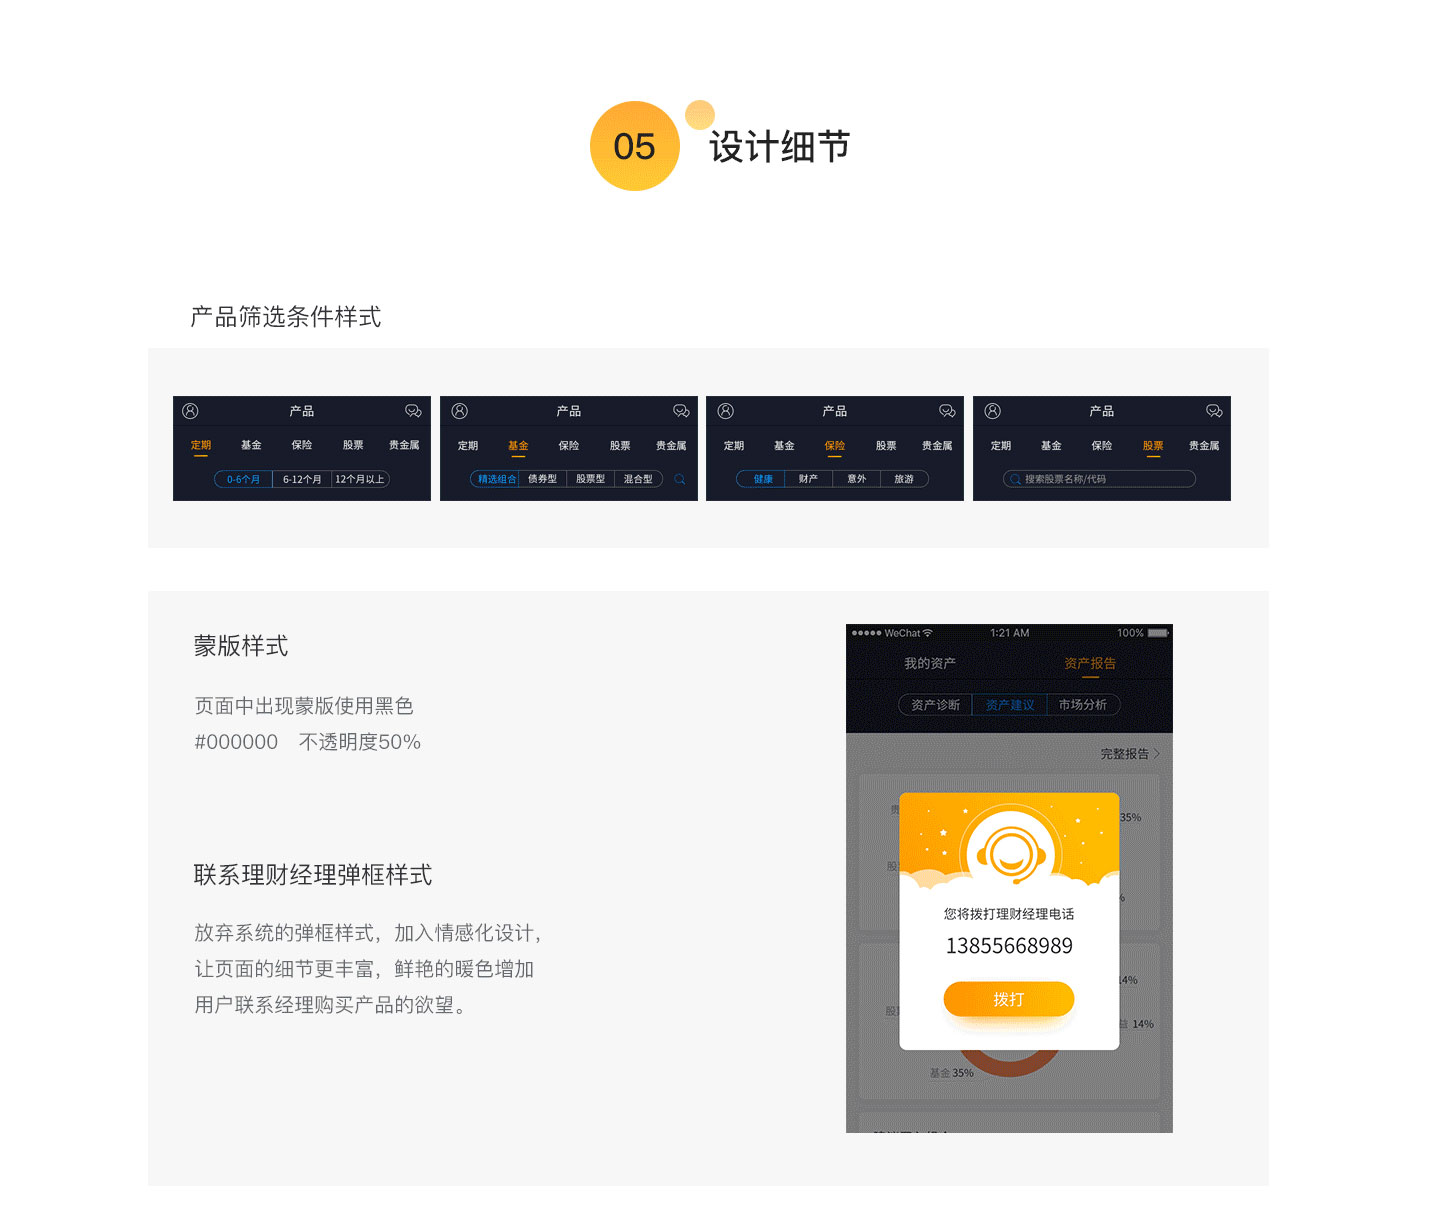 05
设计细节
产品筛选条件样式
产品
定期 基金 保险 股票 贵金属
0-6个月 6-12个月 12个月以上
产品
定期 基金 保险 股票 贵金属
精选组合 债券型 股票型 混合型
产品
定期 基金 保险 股票 贵金属
健康 财产 意外 旅游
产品
定期 基金 保险 股票 贵金属
搜索股票名称/代码
蒙版样式
页面中出现蒙版使用黑色
#000000 不透明度50%
联系理财经理弹框样式
放弃系统的弹框样式，加入情感化设计，
让页面的细节更丰富，鲜艳的暖色增加
用户联系经理购买产品的欲望。
WeChat 1:21 AM 100%
我的资产 资产报告
资产诊断 资产建议 市场分析
完整报告
35%
%
您将拨打理财经理电话
13855668989
14%
拨打
益 14%
基金 35%